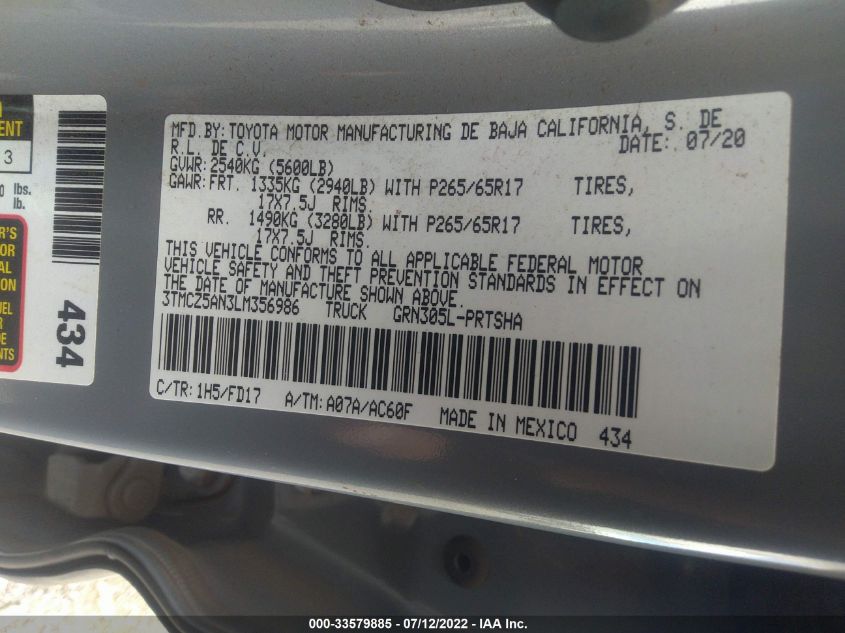 MFD.BY: TOYOTA MOTOR MANUFACTURING DE BAJA CALIFORNIA, S. DE
R.L. DE C.V. DATE: 07/20
GVWR: 2540KG (5600LB)
GAWR: FRT. 1335KG (2940LB) WITH P265/65R17 TIRES,
17X7.5J RIMS.
RR. 1490KG (3280LB) WITH P265/65R17 TIRES,
17X7.5J RIMS.
THIS VEHICLE CONFORMS TO ALL APPLICABLE FEDERAL MOTOR
VEHICLE SAFETY AND THEFT PREVENTION STANDARDS IN EFFECT ON
THE DATE OF MANUFACTURE SHOWN ABOVE.
3TMCZ5AN3LM356986 TRUCK GRN305L-PRTSHA
C/TR: 1H5/FD17 A/TM: A07A/AC60F MADE IN MEXICO 434
3
lbs.
lb.
434
000-33579885 - 07/12/2022 - IAA Inc.